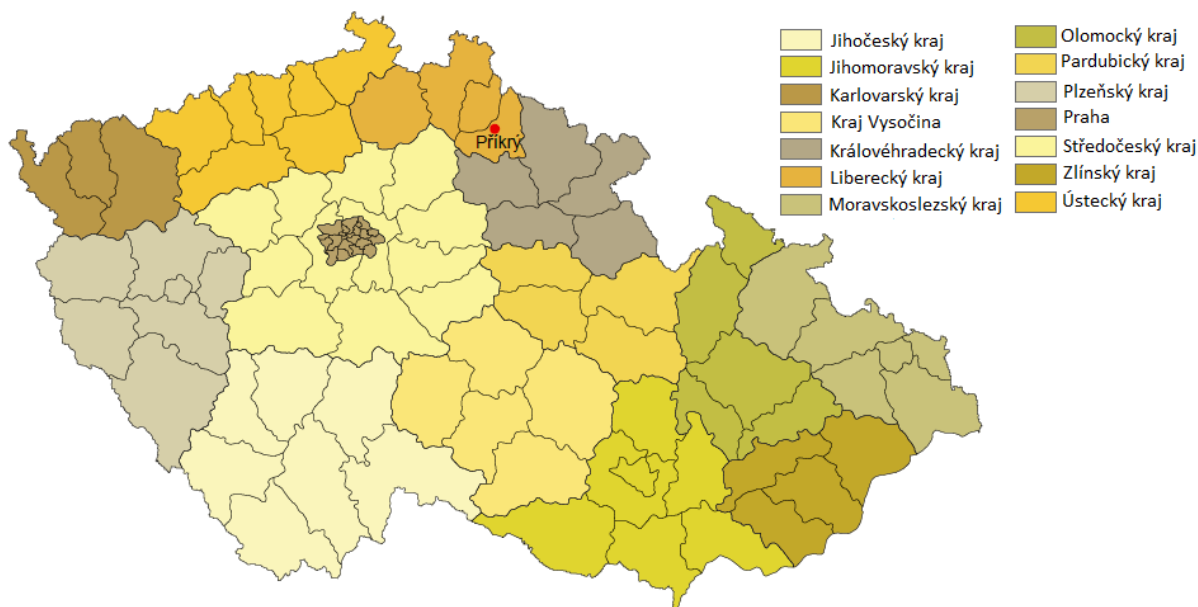 Jihočeský kraj
Jihomoravský kraj
Karlovarský kraj
Kraj Vysočina
Královéhradecký kraj
Liberecký kraj
Moravskoslezský kraj
Olomocký kraj
Pardubický kraj
Plzeňský kraj
Praha
Středočeský kraj
Zlínský kraj
Ústecký kraj
Příkrý